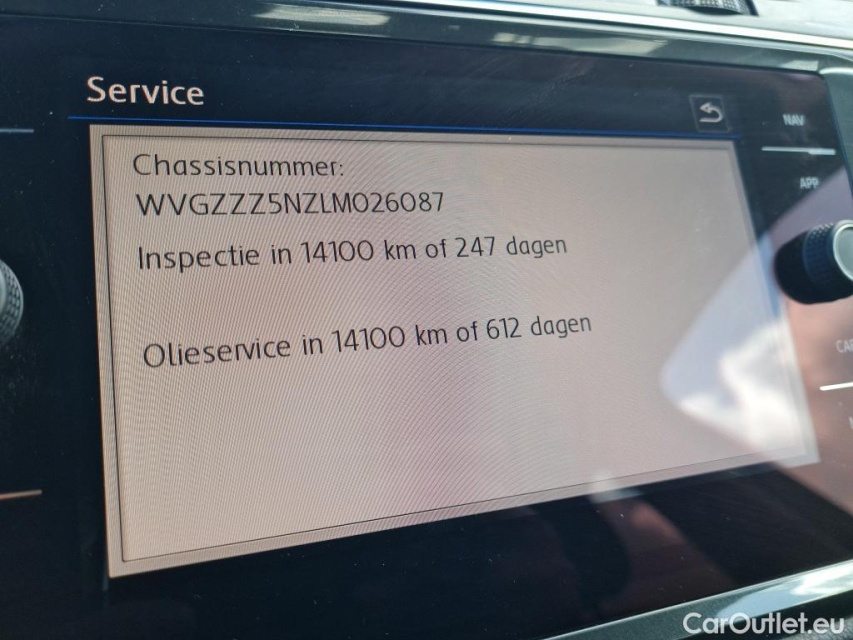 Service
NAV
APP
Chassisnummer:
WVGZZZ5NZLM026087
Inspectie in 14100 km of 247 dagen
Olieservice in 14100 km of 612 dagen
CarOutlet.eu